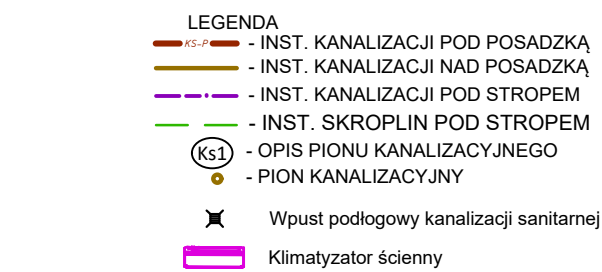 LEGENDA
KS-P - INST. KANALIZACJI POD POSADZKĄ
- INST. KANALIZACJI NAD POSADZKĄ
- INST. KANALIZACJI POD STROPEM
- INST. SKROPLIN POD STROPEM
Ks1 - OPIS PIONU KANALIZACYJNEGO
- PION KANALIZACYJNY
Wpust podłogowy kanalizacji sanitarnej
Klimatyzator ścienny